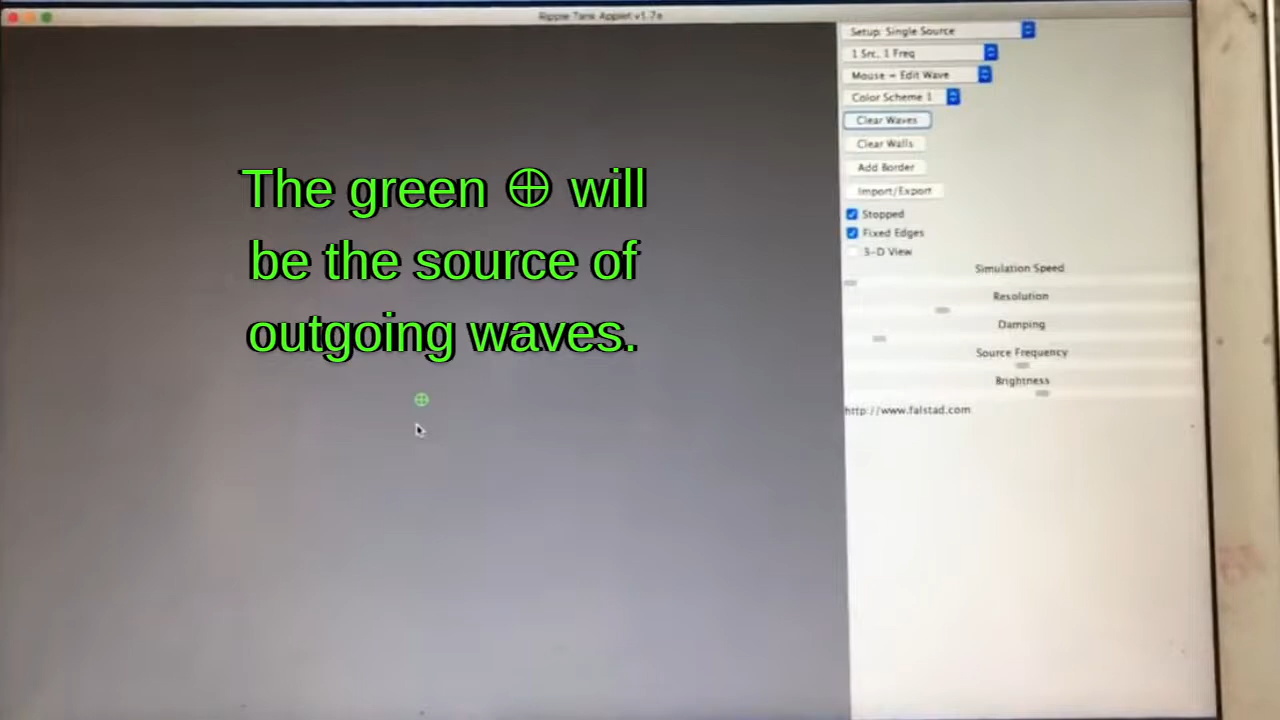 Ripple Tank Applet v1.7a
Setup: Single Source
1 Src, 1 Freq
Mouse = Edit Wave
Color Scheme 1
Clear Waves
Clear Walls
Add Border
Import/Export
Stopped
Fixed Edges
3-D View
Simulation Speed
Resolution
Damping
Source Frequency
Brightness
http://www.falstad.com
The green ⊕ will
be the source of
outgoing waves.